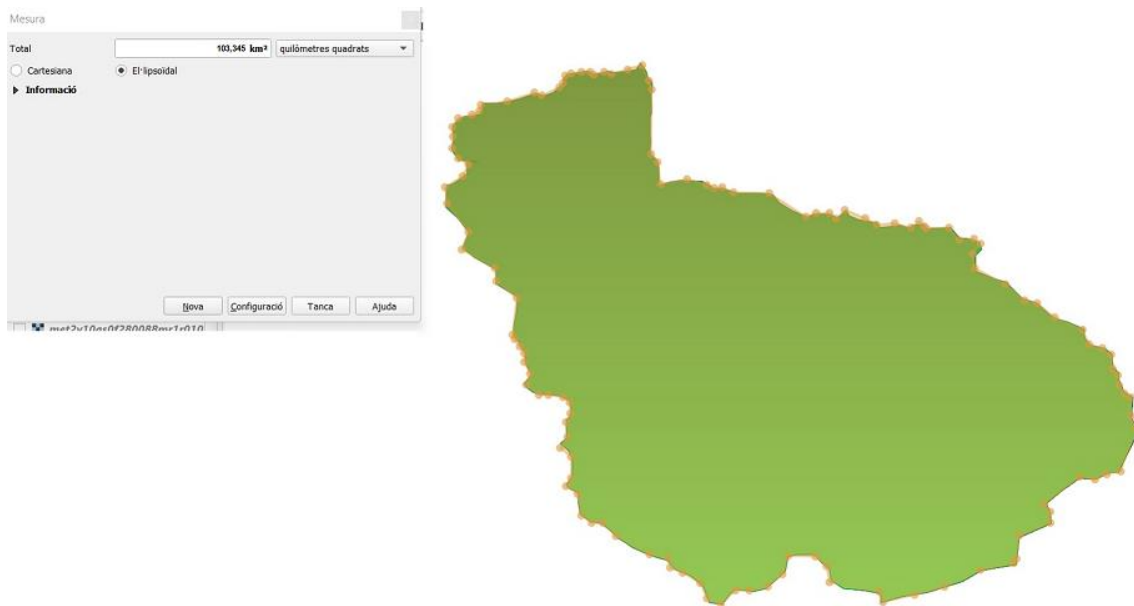 Mesura
Total 103,345 km² quilòmetres quadrats
Cartesiana El·lipsoïdal
Informació
Nova Configuració Tanca Ajuda